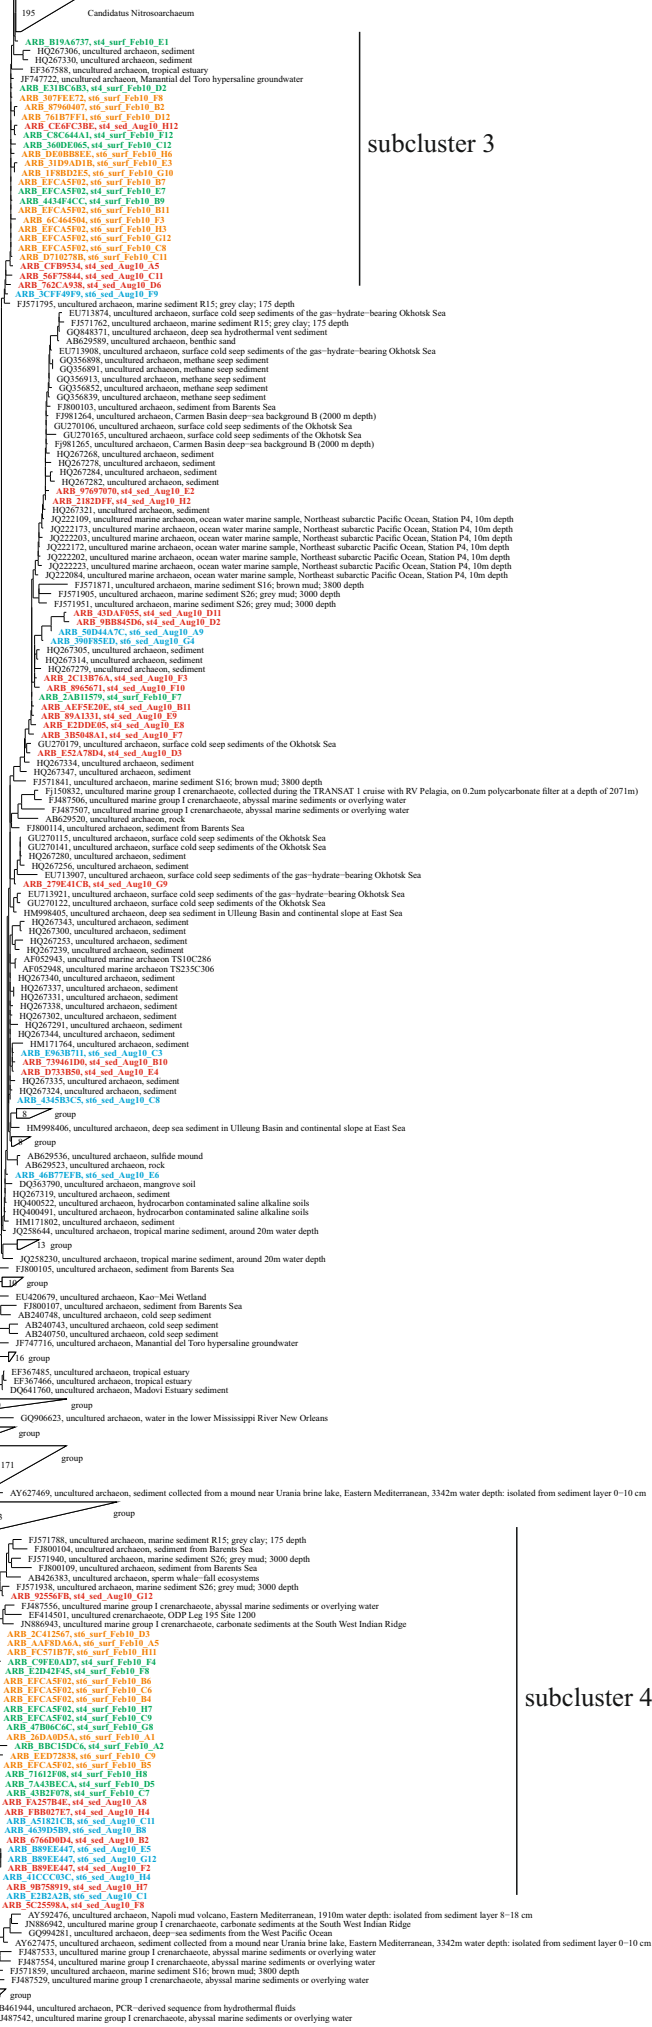 195 Candidatus Nitrosoarchaeum
ARB_B19A6737, st4_surf_Feb10_E1
HQ267306, uncultured archaeon, sediment
HQ267330, uncultured archaeon, sediment
EF367588, uncultured archaeon, tropical estuary
JF747722, uncultured archaeon, Manantial del Toro hypersaline groundwater
ARB_E31BC6B3, st4_surf_Feb10_D2
ARB_307FEE72, st6_surf_Feb10_F8
ARB_87960407, st6_surf_Feb10_B2
ARB_761B7FF1, st6_surf_Feb10_D12
ARB_CE6FC3BE, st4_sed_Aug10_H12
ARB_C8C644A1, st4_surf_Feb10_F12
ARB_360DE065, st4_surf_Feb10_C12
ARB_DE0BB8EE, st6_surf_Feb10_H6
ARB_31D9AD1B, st6_surf_Feb10_E3
ARB_1F8BD2E5, st6_surf_Feb10_G10
ARB_EFCA5F02, st6_surf_Feb10_B7
ARB_EFCA5F02, st4_surf_Feb10_E7
ARB_4434F4CC, st4_surf_Feb10_B9
ARB_EFCA5F02, st6_surf_Feb10_B11
ARB_6C464504, st6_surf_Feb10_F3
ARB_EFCA5F02, st6_surf_Feb10_H3
ARB_EFCA5F02, st6_surf_Feb10_G12
ARB_EFCA5F02, st6_surf_Feb10_C8
ARB_D710278B, st6_surf_Feb10_C11
ARB_CFB9534, st4_sed_Aug10_A5
ARB_56F75844, st4_sed_Aug10_C11
ARB_762CA938, st4_sed_Aug10_D6
subcluster 3
ARB_3CFF49F9, st6_sed_Aug10_F9
FJ571795, uncultured archaeon, marine sediment R15; grey clay; 175 depth
EU713874, uncultured archaeon, surface cold seep sediments of the gas−hydrate−bearing Okhotsk Sea
FJ571762, uncultured archaeon, marine sediment R15; grey clay; 175 depth
GQ848371, uncultured archaeon, deep sea hydrothermal vent sediment
AB629589, uncultured archaeon, benthic sand
EU713908, uncultured archaeon, surface cold seep sediments of the gas−hydrate−bearing Okhotsk Sea
GQ356898, uncultured archaeon, methane seep sediment
GQ356891, uncultured archaeon, methane seep sediment
GQ356913, uncultured archaeon, methane seep sediment
GQ356852, uncultured archaeon, methane seep sediment
GQ356839, uncultured archaeon, methane seep sediment
FJ800103, uncultured archaeon, sediment from Barents Sea
FJ981264, uncultured archaeon, Carmen Basin deep−sea background B (2000 m depth)
GU270106, uncultured archaeon, surface cold seep sediments of the Okhotsk Sea
GU270165, uncultured archaeon, surface cold seep sediments of the Okhotsk Sea
Fj981265, uncultured archaeon, Carmen Basin deep−sea background B (2000 m depth)
HQ267268, uncultured archaeon, sediment
HQ267278, uncultured archaeon, sediment
HQ267284, uncultured archaeon, sediment
HQ267282, uncultured archaeon, sediment
ARB_97697070, st4_sed_Aug10_E2
ARB_2182DFF, st4_sed_Aug10_H2
HQ267321, uncultured archaeon, sediment
JQ222109, uncultured marine archaeon, ocean water marine sample, Northeast subarctic Pacific Ocean, Station P4, 10m depth
JQ222173, uncultured marine archaeon, ocean water marine sample, Northeast subarctic Pacific Ocean, Station P4, 10m depth
JQ222203, uncultured marine archaeon, ocean water marine sample, Northeast subarctic Pacific Ocean, Station P4, 10m depth
JQ222172, uncultured marine archaeon, ocean water marine sample, Northeast subarctic Pacific Ocean, Station P4, 10m depth
JQ222202, uncultured marine archaeon, ocean water marine sample, Northeast subarctic Pacific Ocean, Station P4, 10m depth
JQ222223, uncultured marine archaeon, ocean water marine sample, Northeast subarctic Pacific Ocean, Station P4, 10m depth
JQ222084, uncultured marine archaeon, ocean water marine sample, Northeast subarctic Pacific Ocean, Station P4, 10m depth
FJ571871, uncultured archaeon, marine sediment S16; brown mud; 3800 depth
FJ571905, uncultured archaeon, marine sediment S26; grey mud; 3000 depth
FJ571951, uncultured archaeon, marine sediment S26; grey mud; 3000 depth
ARB_43DAF055, st4_sed_Aug10_D11
ARB_9BB845D6, st4_sed_Aug10_D2
ARB_50D44A7C, st6_sed_Aug10_A9
ARB_390F85ED, st6_sed_Aug10_G4
HQ267305, uncultured archaeon, sediment
HQ267314, uncultured archaeon, sediment
HQ267279, uncultured archaeon, sediment
ARB_2C13B76A, st4_sed_Aug10_F3
ARB_8965671, st4_sed_Aug10_F10
ARB_2AB11579, st4_surf_Feb10_F7
ARB_AEF5E20E, st4_sed_Aug10_B11
ARB_89A1331, st4_sed_Aug10_E9
ARB_E2DDE05, st4_sed_Aug10_E8
ARB_3B5048A1, st4_sed_Aug10_F7
GU270179, uncultured archaeon, surface cold seep sediments of the Okhotsk Sea
ARB_E52A78D4, st4_sed_Aug10_D3
HQ267334, uncultured archaeon, sediment
HQ267347, uncultured archaeon, sediment
FJ571841, uncultured archaeon, marine sediment S16; brown mud; 3800 depth
Fj150832, uncultured marine group I crenarchaeote, collected during the TRANSAT 1 cruise with RV Pelagia, on 0.2um polycarbonate filter at a depth of 2071m)
FJ487506, uncultured marine group I crenarchaeote, abyssal marine sediments or overlying water
FJ487507, uncultured marine group I crenarchaeote, abyssal marine sediments or overlying water
AB629520, uncultured archaeon, rock
FJ800114, uncultured archaeon, sediment from Barents Sea
GU270115, uncultured archaeon, surface cold seep sediments of the Okhotsk Sea
GU270141, uncultured archaeon, surface cold seep sediments of the Okhotsk Sea
HQ267280, uncultured archaeon, sediment
HQ267256, uncultured archaeon, sediment
EU713907, uncultured archaeon, surface cold seep sediments of the gas−hydrate−bearing Okhotsk Sea
ARB_279E41CB, st4_sed_Aug10_G9
EU713921, uncultured archaeon, surface cold seep sediments of the gas−hydrate−bearing Okhotsk Sea
GU270122, uncultured archaeon, surface cold seep sediments of the Okhotsk Sea
HM998405, uncultured archaeon, deep sea sediment in Ulleung Basin and continental slope at East Sea
HQ267343, uncultured archaeon, sediment
HQ267300, uncultured archaeon, sediment
HQ267253, uncultured archaeon, sediment
HQ267239, uncultured archaeon, sediment
AF052943, uncultured marine archaeon TS10C286
AF052948, uncultured marine archaeon TS235C306
HQ267340, uncultured archaeon, sediment
HQ267337, uncultured archaeon, sediment
HQ267331, uncultured archaeon, sediment
HQ267338, uncultured archaeon, sediment
HQ267302, uncultured archaeon, sediment
HQ267291, uncultured archaeon, sediment
HQ267344, uncultured archaeon, sediment
HM171764, uncultured archaeon, sediment
ARB_E963B711, st6_sed_Aug10_C3
ARB_739461D0, st4_sed_Aug10_B10
ARB_D733B50, st4_sed_Aug10_E4
HQ267335, uncultured archaeon, sediment
HQ267324, uncultured archaeon, sediment
ARB_4345B3C5, st6_sed_Aug10_C8
8 group
HM998406, uncultured archaeon, deep sea sediment in Ulleung Basin and continental slope at East Sea
8 group
AB629536, uncultured archaeon, sulfide mound
AB629523, uncultured archaeon, rock
ARB_46B77EFB, st6_sed_Aug10_E6
DQ363790, uncultured archaeon, mangrove soil
HQ267319, uncultured archaeon, sediment
HQ400522, uncultured archaeon, hydrocarbon contaminated saline alkaline soils
HQ400491, uncultured archaeon, hydrocarbon contaminated saline alkaline soils
HM171802, uncultured archaeon, sediment
JQ258644, uncultured archaeon, tropical marine sediment, around 20m water depth
13 group
JQ258230, uncultured archaeon, tropical marine sediment, around 20m water depth
FJ800105, uncultured archaeon, sediment from Barents Sea
10 group
EU420679, uncultured archaeon, Kao−Mei Wetland
FJ800107, uncultured archaeon, sediment from Barents Sea
AB240748, uncultured archaeon, cold seep sediment
AB240743, uncultured archaeon, cold seep sediment
AB240750, uncultured archaeon, cold seep sediment
JF747716, uncultured archaeon, Manantial del Toro hypersaline groundwater
16 group
EF367485, uncultured archaeon, tropical estuary
EF367466, uncultured archaeon, tropical estuary
DQ641760, uncultured archaeon, Madovi Estuary sediment
group
GQ906623, uncultured archaeon, water in the lower Mississippi River New Orleans
group
171 group
AY627469, uncultured archaeon, sediment collected from a mound near Urania brine lake, Eastern Mediterranean, 3342m water depth: isolated from sediment layer 0−10 cm
3 group
FJ571788, uncultured archaeon, marine sediment R15; grey clay; 175 depth
FJ800104, uncultured archaeon, sediment from Barents Sea
FJ571940, uncultured archaeon, marine sediment S26; grey mud; 3000 depth
FJ800109, uncultured archaeon, sediment from Barents Sea
AB426383, uncultured archaeon, sperm whale−fall ecosystems
FJ571938, uncultured archaeon, marine sediment S26; grey mud; 3000 depth
ARB_92556FB, st4_sed_Aug10_G12
FJ487556, uncultured marine group I crenarchaeote, abyssal marine sediments or overlying water
EF414501, uncultured crenarchaeote, ODP Leg 195 Site 1200
JN886943, uncultured marine group I crenarchaeote, carbonate sediments at the South West Indian Ridge
ARB_2C412567, st6_surf_Feb10_D3
ARB_AAF8DA6A, st6_surf_Feb10_A5
ARB_FC571B7F, st6_surf_Feb10_H11
ARB_C9FE0AD7, st4_surf_Feb10_F4
ARB_E2D42F45, st4_surf_Feb10_F8
ARB_EFCA5F02, st6_surf_Feb10_B6
ARB_EFCA5F02, st6_surf_Feb10_C6
ARB_EFCA5F02, st6_surf_Feb10_B4
ARB_EFCA5F02, st4_surf_Feb10_H7
ARB_EFCA5F02, st4_surf_Feb10_C9
ARB_47B06C6C, st4_surf_Feb10_G8
ARB_26DA0D5A, st6_surf_Feb10_A1
ARB_BBC15DC6, st4_surf_Feb10_A2
ARB_EED72838, st6_surf_Feb10_C9
ARB_EFCA5F02, st6_surf_Feb10_B5
ARB_71612F08, st4_surf_Feb10_H8
ARB_7A43BECA, st4_surf_Feb10_D5
ARB_43B2F078, st4_surf_Feb10_C7
ARB_FA257B4E, st4_sed_Aug10_A8
ARB_FBB027E7, st4_sed_Aug10_H4
ARB_A51821CB, st6_sed_Aug10_C11
ARB_4639D5B9, st6_sed_Aug10_B8
ARB_6766D0D4, st4_sed_Aug10_B2
ARB_B89EE447, st6_sed_Aug10_E5
ARB_B89EE447, st6_sed_Aug10_G12
ARB_B89EE447, st4_sed_Aug10_F2
ARB_41CCC03C, st6_sed_Aug10_H4
ARB_9B758919, st4_sed_Aug10_H7
ARB_E2B2A2B, st6_sed_Aug10_C1
ARB_5C25598A, st4_sed_Aug10_F8
subcluster 4
AY592476, uncultured archaeon, Napoli mud volcano, Eastern Mediterranean, 1910m water depth: isolated from sediment layer 8−18 cm
JN886942, uncultured marine group I crenarchaeote, carbonate sediments at the South West Indian Ridge
GQ994281, uncultured archaeon, deep−sea sediments from the West Pacific Ocean
AY627475, uncultured archaeon, sediment collected from a mound near Urania brine lake, Eastern Mediterranean, 3342m water depth: isolated from sediment layer 0−10 cm
FJ487533, uncultured marine group I crenarchaeote, abyssal marine sediments or overlying water
FJ487554, uncultured marine group I crenarchaeote, abyssal marine sediments or overlying water
FJ571859, uncultured archaeon, marine sediment S16; brown mud; 3800 depth
FJ487529, uncultured marine group I crenarchaeote, abyssal marine sediments or overlying water
group
B461944, uncultured archaeon, PCR−derived sequence from hydrothermal fluids
J487542, uncultured marine group I crenarchaeote, abyssal marine sediments or overlying water